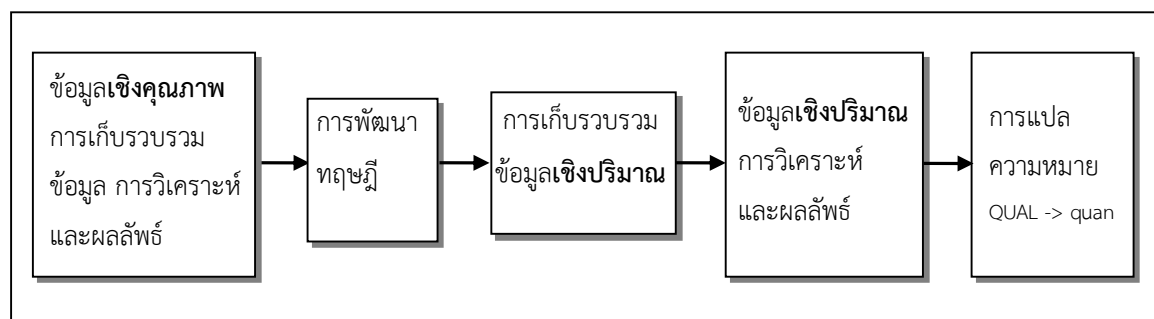 ข้อมูลเชิงคุณภาพ
การเก็บรวบรวม
ข้อมูล การวิเคราะห์
และผลลัพธ์
การพัฒนา
ทฤษฎี
การเก็บรวบรวม
ข้อมูลเชิงปริมาณ
ข้อมูลเชิงปริมาณ
การวิเคราะห์
และผลลัพธ์
การแปล
ความหมาย
QUAL -> quan